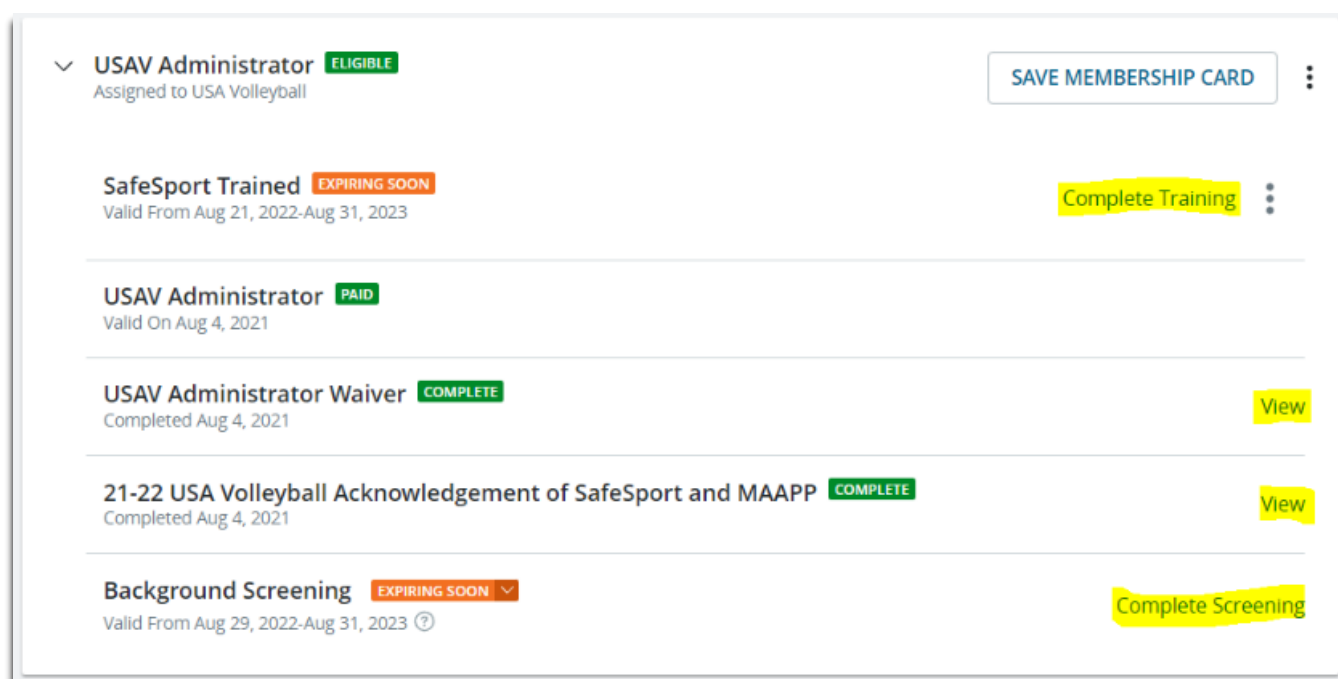 USAV Administrator ELIGIBLE
Assigned to USA Volleyball
SAVE MEMBERSHIP CARD
SafeSport Trained EXPIRING SOON
Valid From Aug 21, 2022-Aug 31, 2023
Complete Training
USAV Administrator PAID
Valid On Aug 4, 2021
USAV Administrator Waiver COMPLETE
Completed Aug 4, 2021
View
21-22 USA Volleyball Acknowledgement of SafeSport and MAAPP COMPLETE
Completed Aug 4, 2021
View
Background Screening EXPIRING SOON
Valid From Aug 29, 2022-Aug 31, 2023 ?
Complete Screening